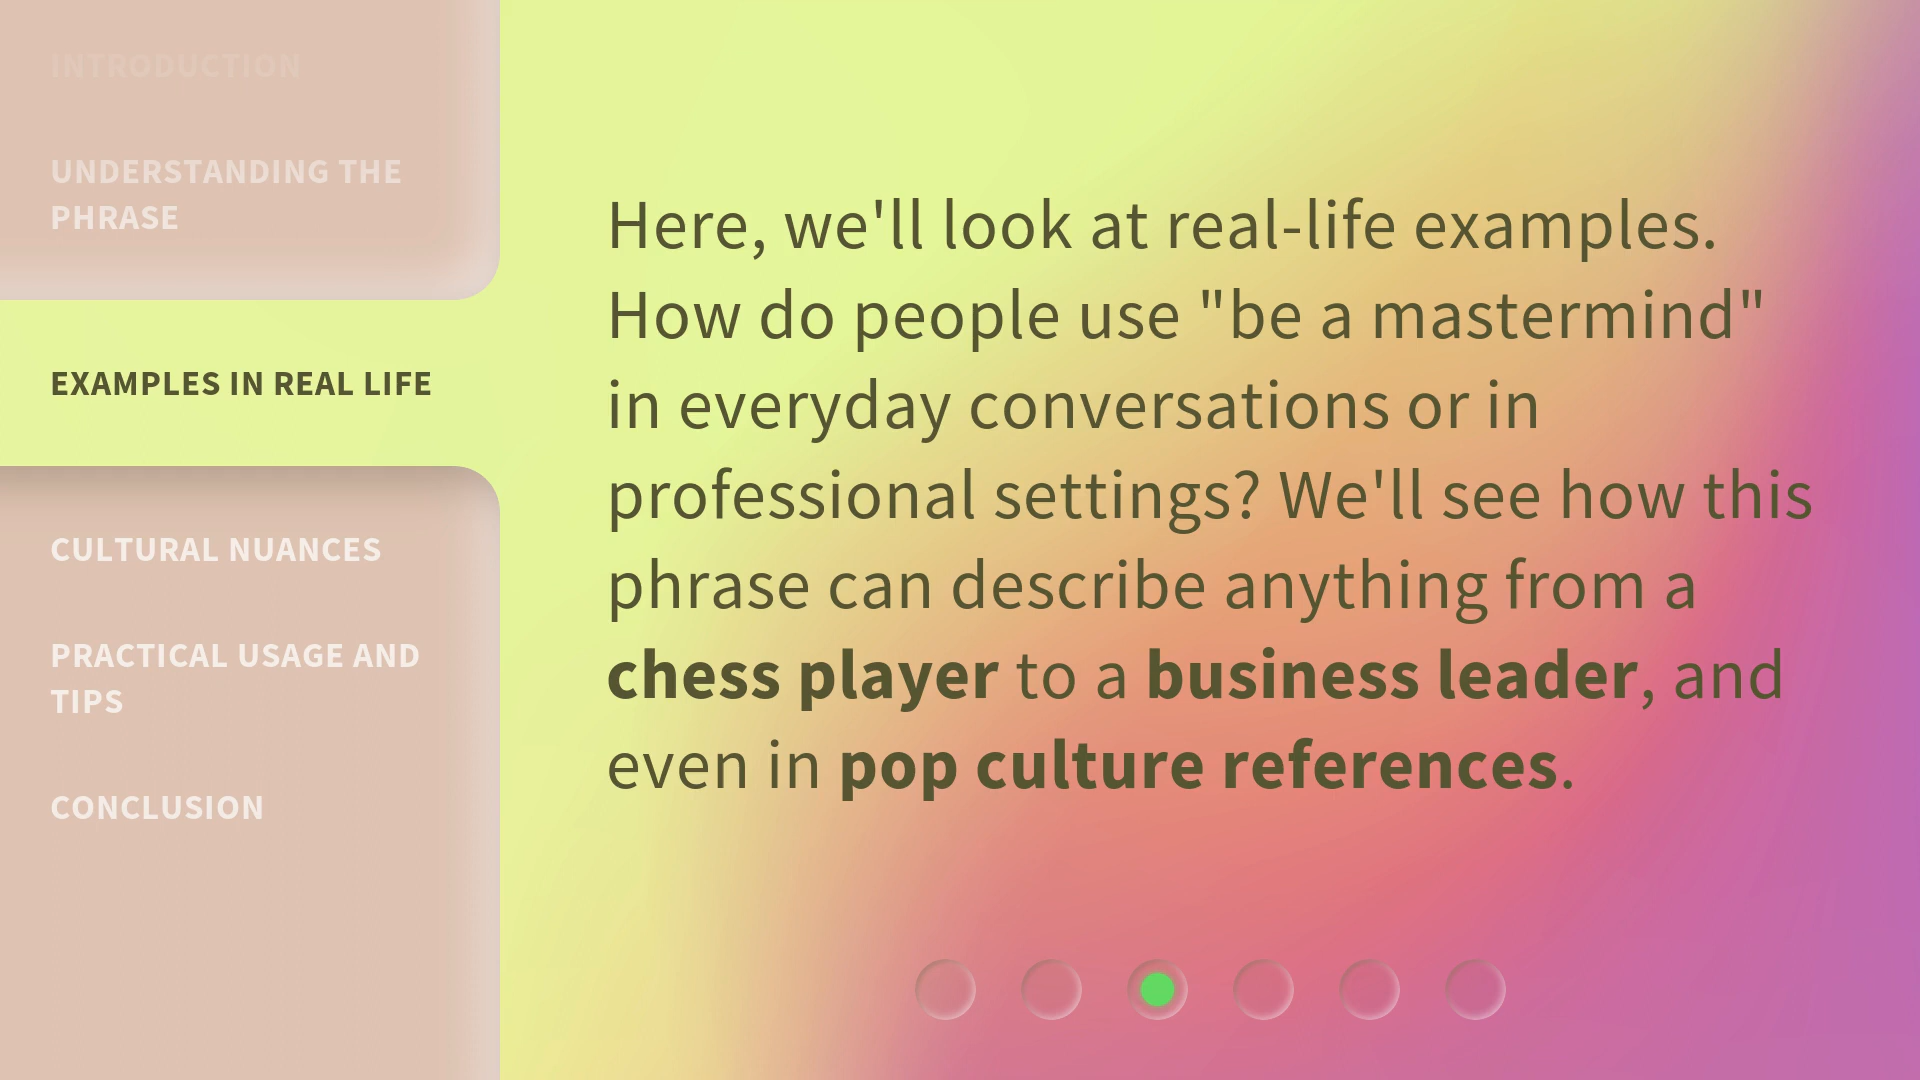 INTRODUCTION
UNDERSTANDING THE
PHRASE
EXAMPLES IN REAL LIFE
CULTURAL NUANCES
PRACTICAL USAGE AND
TIPS
CONCLUSION
Here, we'll look at real-life examples.
How do people use "be a mastermind"
in everyday conversations or in
professional settings? We'll see how this
phrase can describe anything from a
chess player to a business leader, and
even in pop culture references.